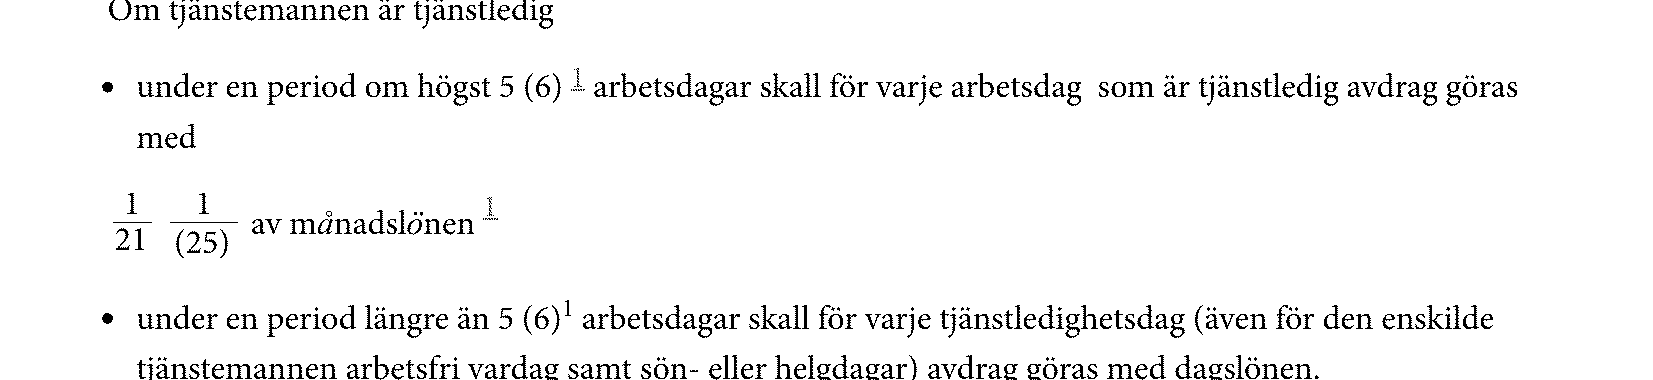 Om tjänstemannen är tjänstledig
• under en period om högst 5 (6) 1 arbetsdagar skall för varje arbetsdag som är tjänstledig avdrag göras
med
1/21 1/(25) av månadslönen 1
• under en period längre än 5 (6)1 arbetsdagar skall för varje tjänstledighetsdag (även för den enskilde
tjänstemannen arbetsfri vardag samt sön- eller helgdagar) avdrag göras med dagslönen.